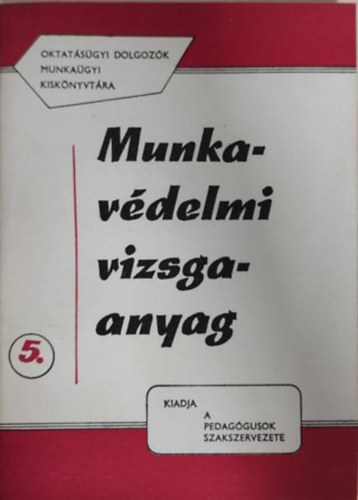 OKTATÁSÜGYI DOLGOZÓK
MUNKAÜGYI
KISKÖNYVTÁRA
Munka-
védelmi
vizsga-
anyag
5.
KIADJA
A
PEDAGÓGUSOK
SZAKSZERVEZETE